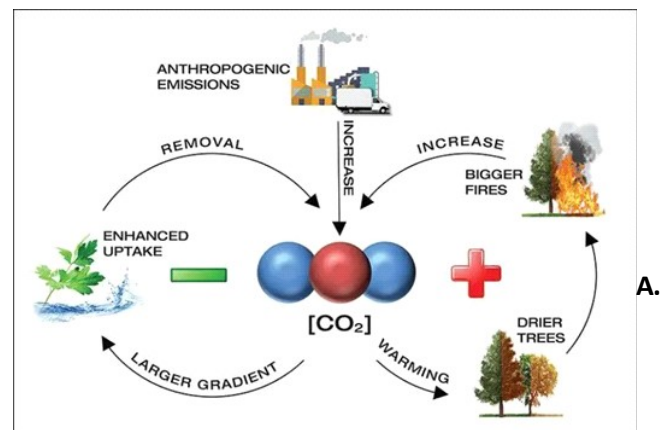 ANTHROPOGENIC
EMISSIONS
REMOVAL
INCREASE
INCREASE
BIGGER
FIRES
ENHANCED
UPTAKE
A.
[CO₂]
DRIER
TREES
LARGER GRADIENT
WARMING